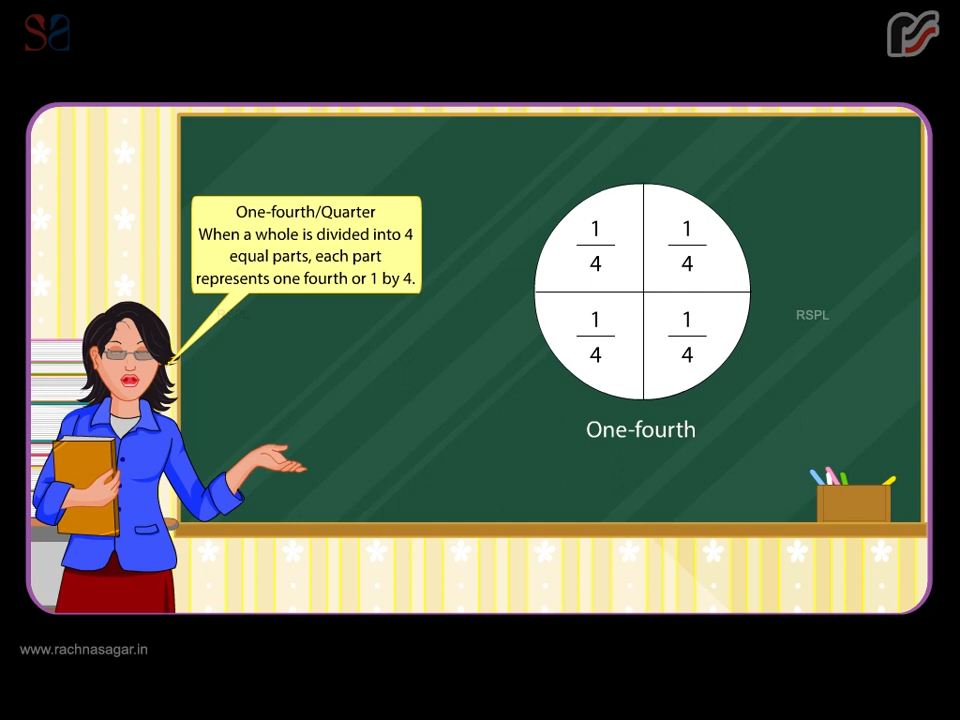 One-fourth/Quarter
When a whole is divided into 4
equal parts, each part
represents one fourth or 1 by 4.
1 1
4 4
1 1
4 4
RSPL
One-fourth
www.rachnasagar.in